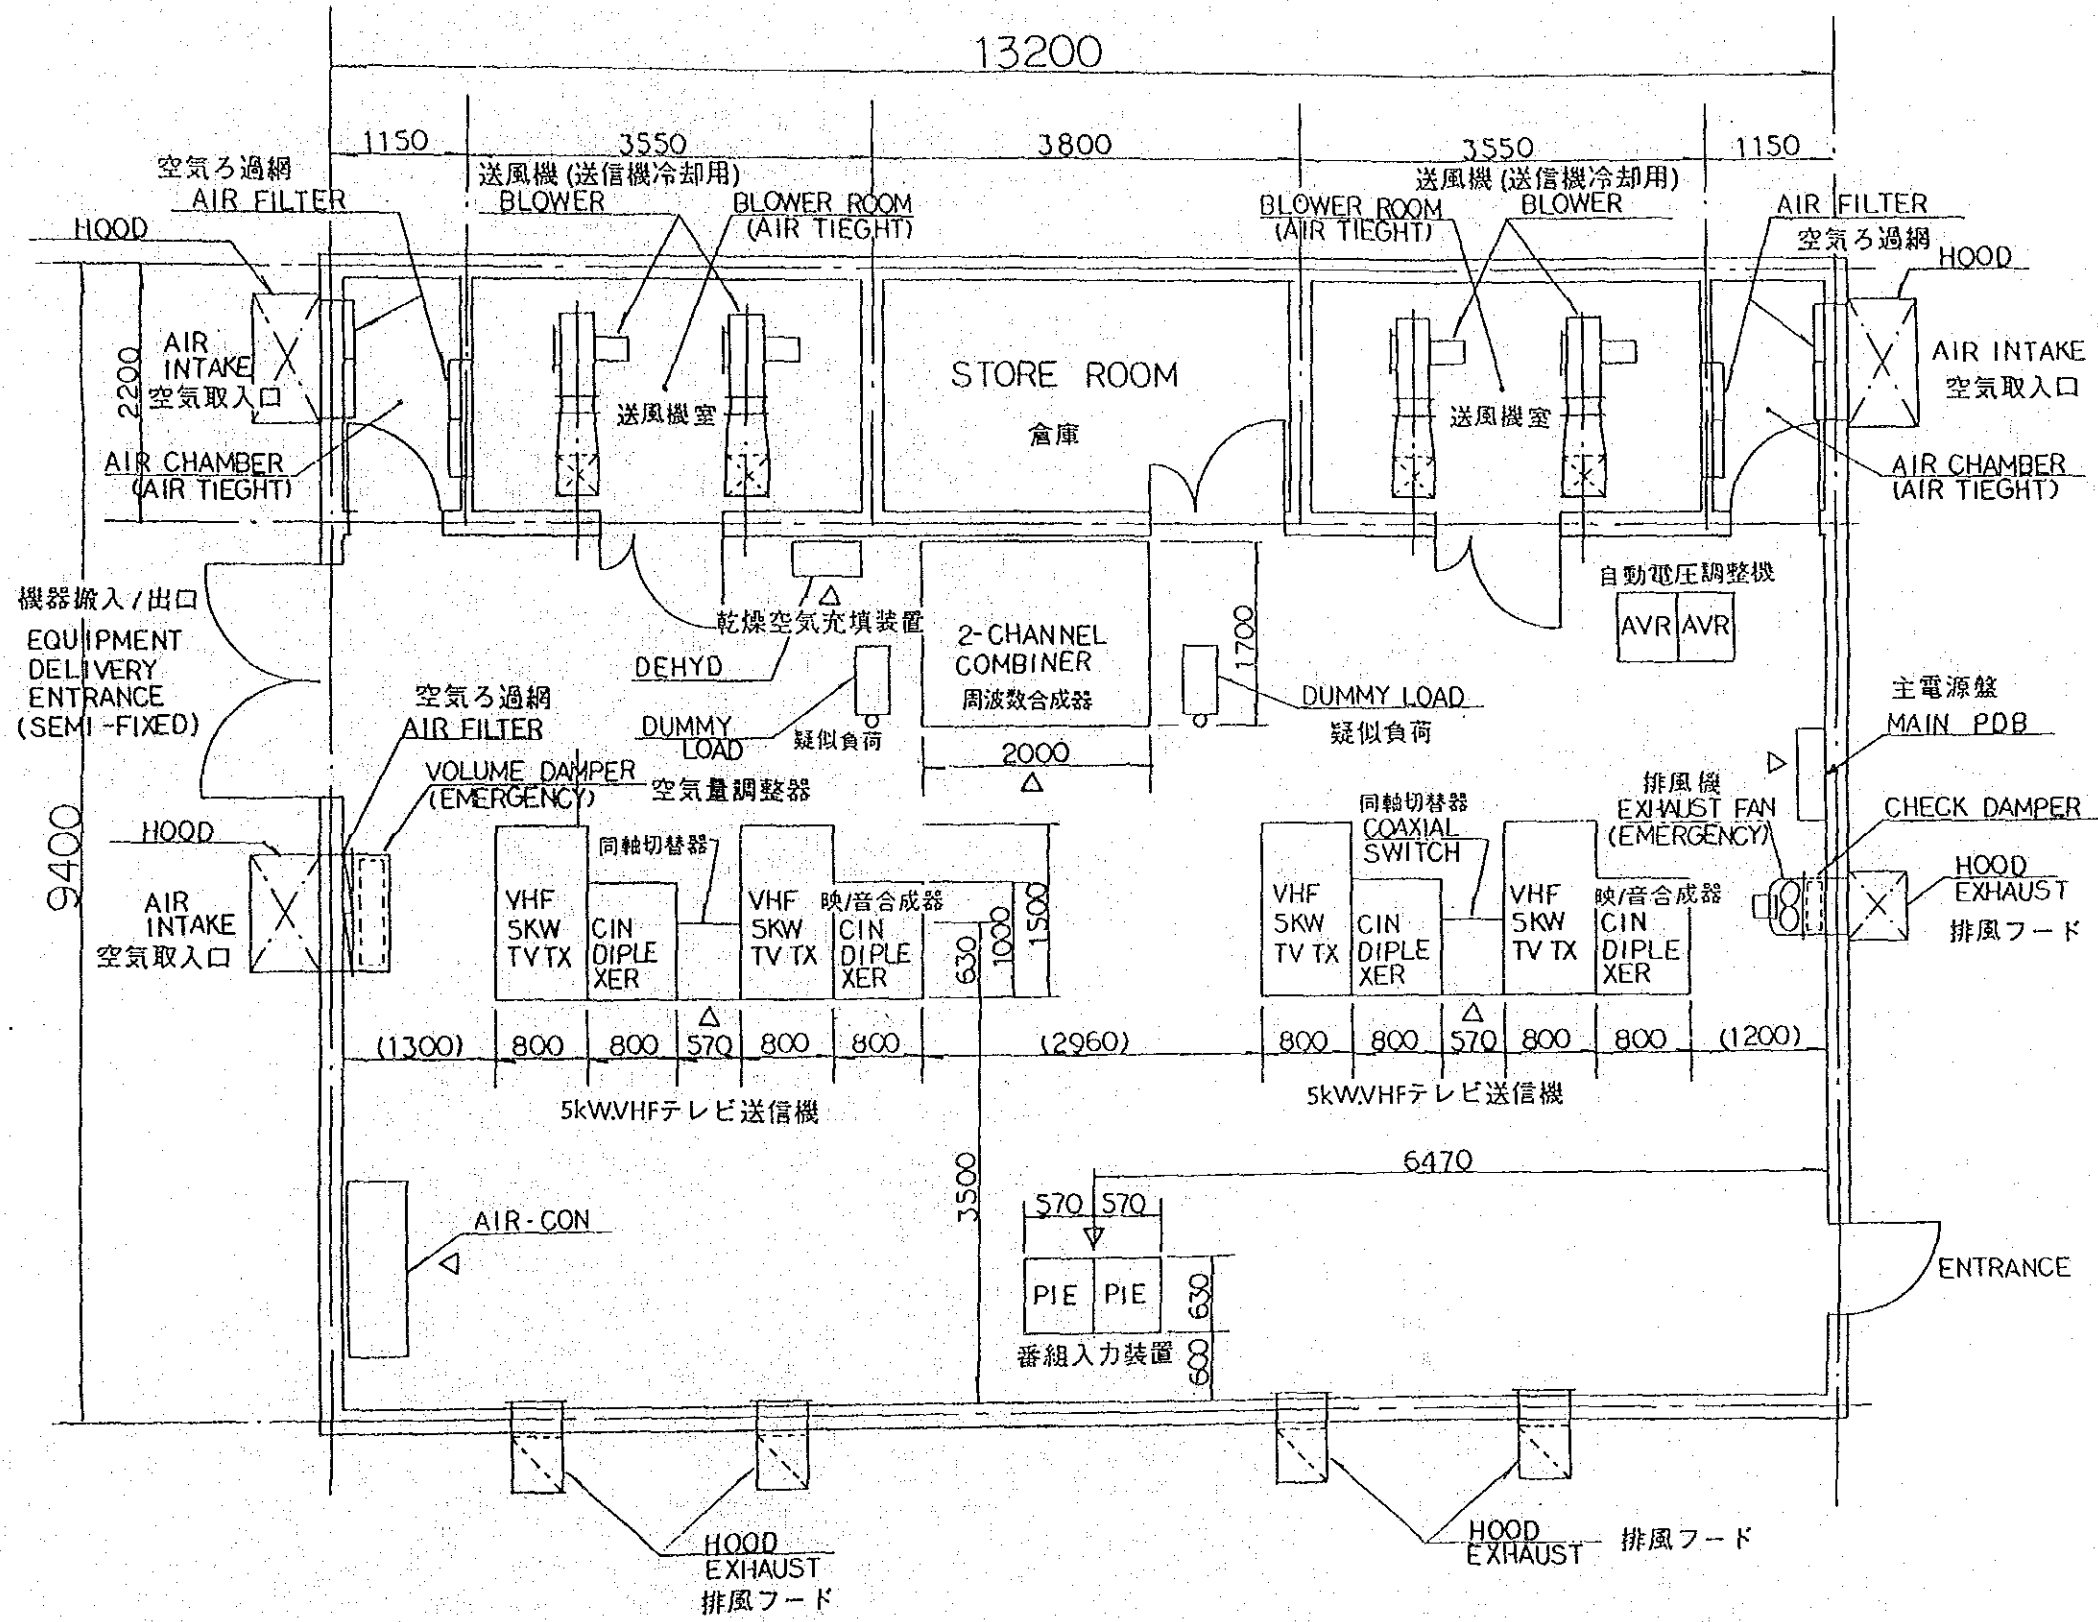 13200
1150
3550
3800
3550
1150
空気ろ過網
AIR FILTER
HOOD
送風機 (送信機冷却用)
BLOWER
BLOWER ROOM
(AIR TIEGHT)
送風機 (送信機冷却用)
BLOWER
BLOWER ROOM
(AIR TIEGHT)
AIR FILTER
空気ろ過網
HOOD
2200
AIR
INTAKE
空気取入口
送風機室
STORE ROOM
倉庫
送風機室
AIR INTAKE
空気取入口
AIR CHAMBER
(AIR TIEGHT)
AIR CHAMBER
(AIR TIEGHT)
機器搬入/出口
EQUIPMENT
DELIVERY
ENTRANCE
(SEMI-FIXED)
乾燥空気充填装置
DEHYD
2-CHANNEL
COMBINER
周波数合成器
1700
自動電圧調整機
AVR
AVR
空気ろ過網
AIR FILTER
DUMMY
LOAD
疑似負荷
DUMMY LOAD
疑似負荷
主電源盤
MAIN PDB
2000
VOLUME DAMPER
(EMERGENCY)
空気量調整器
排風機
EXHAUST FAN
(EMERGENCY)
CHECK DAMPER
9400
HOOD
同軸切替器
同軸切替器
COAXIAL
SWITCH
HOOD
EXHAUST
排風フード
AIR
INTAKE
空気取入口
VHF
5KW
TV TX
CIN
DIPLE
XER
VHF
5KW
TV TX
映/音合成器
CIN
DIPLE
XER
630
1000
1500
VHF
5KW
TV TX
CIN
DIPLE
XER
VHF
5KW
TV TX
映/音合成器
CIN
DIPLE
XER
(1300)
800
800
570
800
800
(2960)
800
800
570
800
800
(1200)
5kW.VHFテレビ送信機
5kW.VHFテレビ送信機
3500
6470
AIR-CON
570
570
PIE
PIE
630
番組入力装置
600
ENTRANCE
HOOD
EXHAUST
排風フード
HOOD
EXHAUST
排風フード